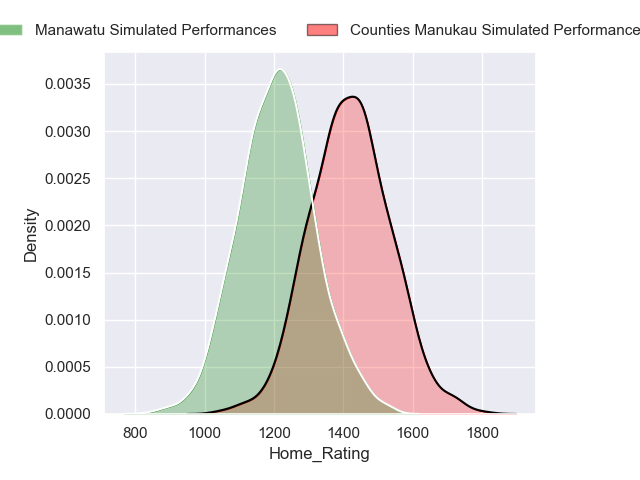 Manawatu Simulated Performances
Counties Manukau Simulated Performance
0.0035
0.0030
0.0025
0.0020
0.0015
0.0010
0.0005
0.0000
Density
800 1000 1200 1400 1600 1800
Home_Rating